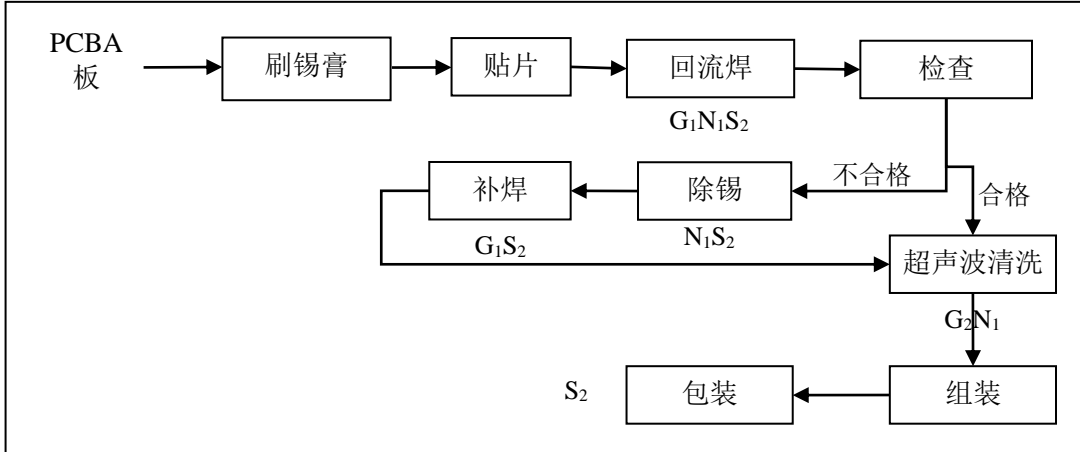 PCBA
板
刷锡膏
贴片
回流焊
检查
G₁N₁S₂
不合格
合格
补焊
除锡
G₁S₂
N₁S₂
超声波清洗
G₂N₁
S₂
包装
组装